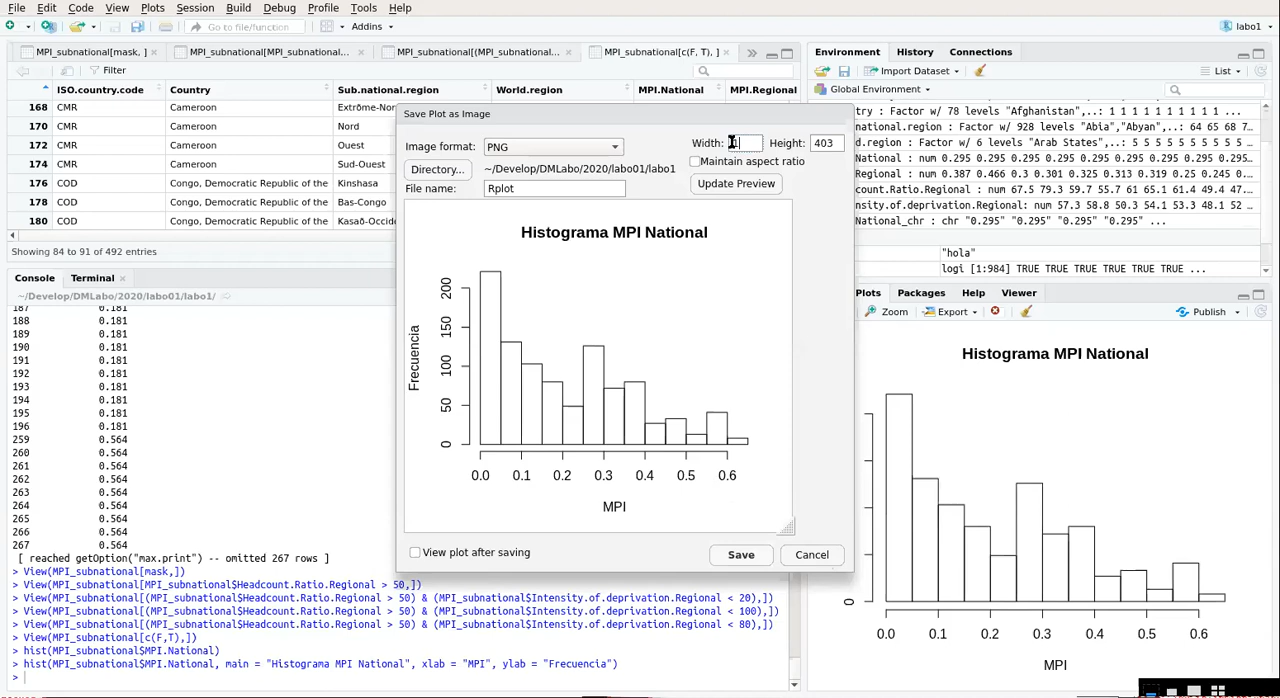 File Edit Code View Plots Session Build Debug Profile Tools Help
Go to file/function Addins labo1
MPI_subnational[mask, ] MPI_subnational[MPI_subnational... MPI_subnational[(MPI_subnational... MPI_subnational[c(F, T), ]
Filter
ISO.country.code Country Sub.national.region World.region MPI.National MPI.Regional
168 CMR Cameroon
170 CMR Cameroon Nord
172 CMR Cameroon Ouest
174 CMR Cameroon Sud-Ouest
176 COD Congo, Democratic Republic of the Kinshasa
178 COD Congo, Democratic Republic of the Bas-Congo
180 COD Congo, Democratic Republic of the
Showing 84 to 91 of 492 entries
Console Terminal
~/Develop/DMLabo/2020/labo01/labo1/
187 0.181
188 0.181
189 0.181
190 0.181
191 0.181
192 0.181
193 0.181
194 0.181
195 0.181
196 0.181
259 0.564
260 0.564
261 0.564
262 0.564
263 0.564
264 0.564
265 0.564
266 0.564
267 0.564
[ reached getOption("max.print") -- omitted 267 rows ]
> View(MPI_subnational[mask,])
> View(MPI_subnational[MPI_subnational$Headcount.Ratio.Regional > 50,])
> View(MPI_subnational[(MPI_subnational$Headcount.Ratio.Regional > 50) & (MPI_subnational$Intensity.of.deprivation.Regional < 20),])
> View(MPI_subnational[(MPI_subnational$Headcount.Ratio.Regional > 50) & (MPI_subnational$Intensity.of.deprivation.Regional < 100),])
> View(MPI_subnational[(MPI_subnational$Headcount.Ratio.Regional > 50) & (MPI_subnational$Intensity.of.deprivation.Regional < 80),])
> View(MPI_subnational[c(F,T),])
> hist(MPI_subnational$MPI.National)
> hist(MPI_subnational$MPI.National, main = "Histograma MPI National", xlab = "MPI", ylab = "Frecuencia")
>
Save Plot as Image
Image format: PNG
Directory... ~/Develop/DMLabo/2020/labo01/labo1
File name: Rplot
Width: Height: 403
Maintain aspect ratio
Update Preview
Histograma MPI National
Frecuencia
200
150
100
50
0
0.0 0.1 0.2 0.3 0.4 0.5 0.6
MPI
View plot after saving
Save Cancel
Environment History Connections
Import Dataset List
Global Environment
try : Factor w/ 78 levels "Afghanistan",..: 1 1 1 1 1 1 1 1 1 ...
national.region : Factor w/ 928 levels "Abia","Abyan",..: 64 65 68 7...
d.region : Factor w/ 6 levels "Arab States",..: 5 5 5 5 5 5 5 5 5 ...
National : num 0.295 0.295 0.295 0.295 0.295 0.295 0.295 0.295 ...
Regional : num 0.387 0.466 0.3 0.301 0.325 0.313 0.319 0.25 0.245 0...
count.Ratio.Regional : num 67.5 79.3 59.7 55.7 61 65.1 61.4 49.4 47...
nsity.of.deprivation.Regional: num 57.3 58.8 50.3 54.1 53.3 48.1 52 ...
National_chr : chr "0.295" "0.295" "0.295" "0.295" ...
"hola"
logi [1:984] TRUE TRUE TRUE TRUE TRUE TRUE ...
Plots Packages Help Viewer
Zoom Export Publish
Histograma MPI National
0
0.0 0.1 0.2 0.3 0.4 0.5 0.6
MPI